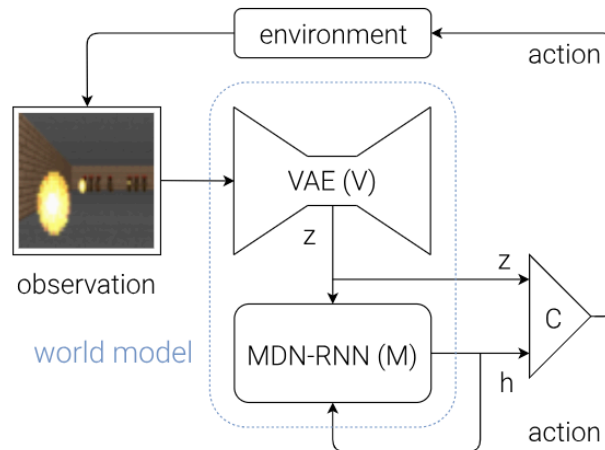 environment
action
VAE (V)
z
observation
z
C
world model
MDN-RNN (M)
h
action